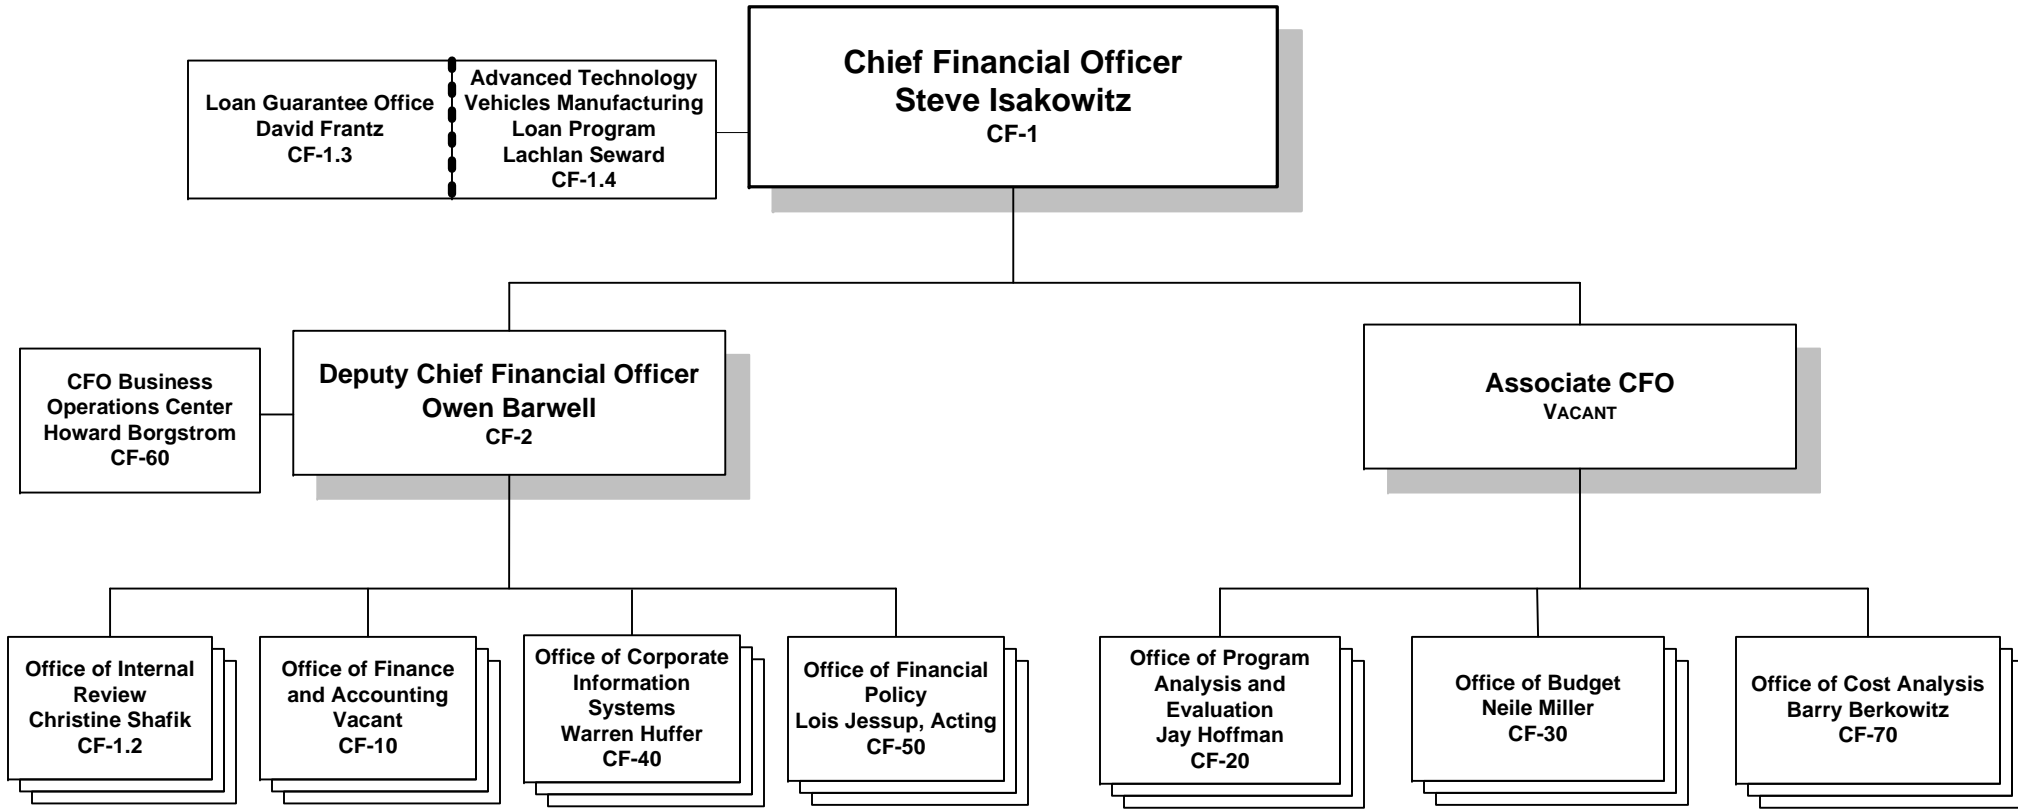 Chief Financial Officer
Steve Isakowitz
CF-1
Loan Guarantee Office
David Frantz
CF-1.3
Advanced Technology
Vehicles Manufacturing
Loan Program
Lachlan Seward
CF-1.4
CFO Business
Operations Center
Howard Borgstrom
CF-60
Deputy Chief Financial Officer
Owen Barwell
CF-2
Associate CFO
VACANT
Office of Internal
Review
Christine Shafik
CF-1.2
Office of Finance
and Accounting
Vacant
CF-10
Office of Corporate
Information
Systems
Warren Huffer
CF-40
Office of Financial
Policy
Lois Jessup, Acting
CF-50
Office of Program
Analysis and
Evaluation
Jay Hoffman
CF-20
Office of Budget
Neile Miller
CF-30
Office of Cost Analysis
Barry Berkowitz
CF-70